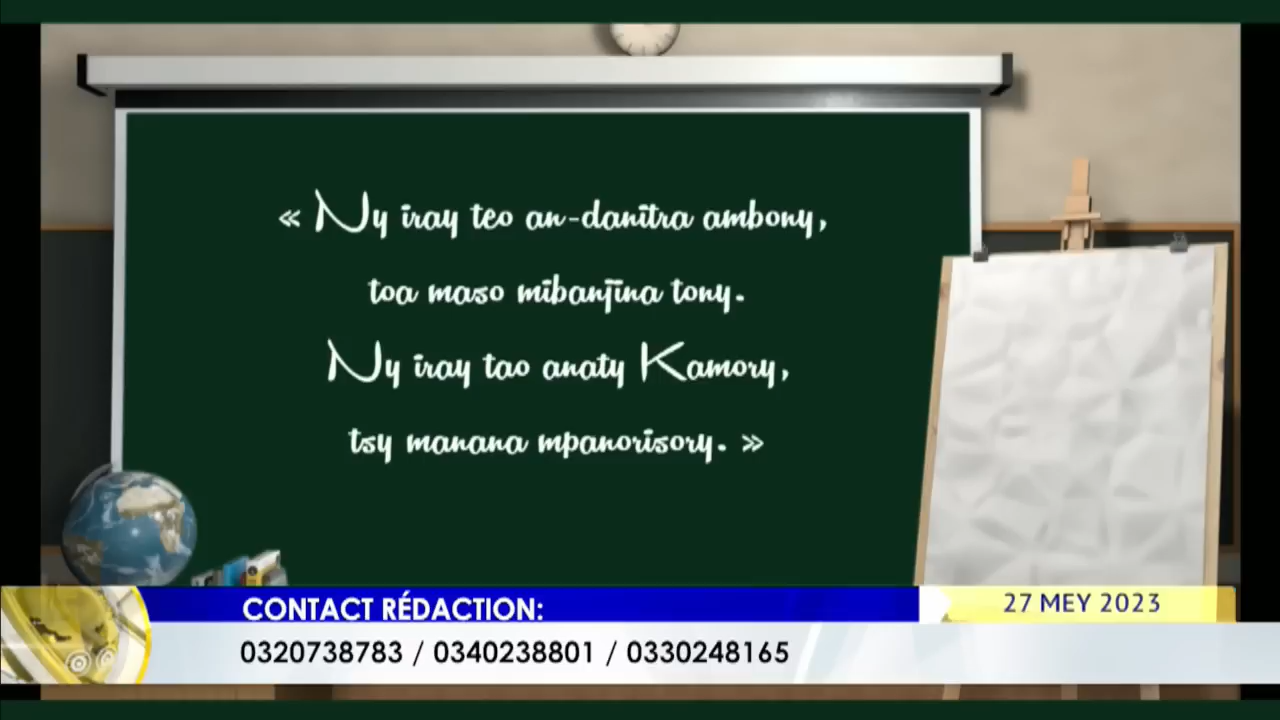 « Ny iray teo an-danitra ambony,
toa maso mibanjina tony.
Ny iray tao anaty Kamory,
tsy manana mpanorisory. »
CONTACT RÉDACTION:
27 MEY 2023
0320738783 / 0340238801 / 0330248165